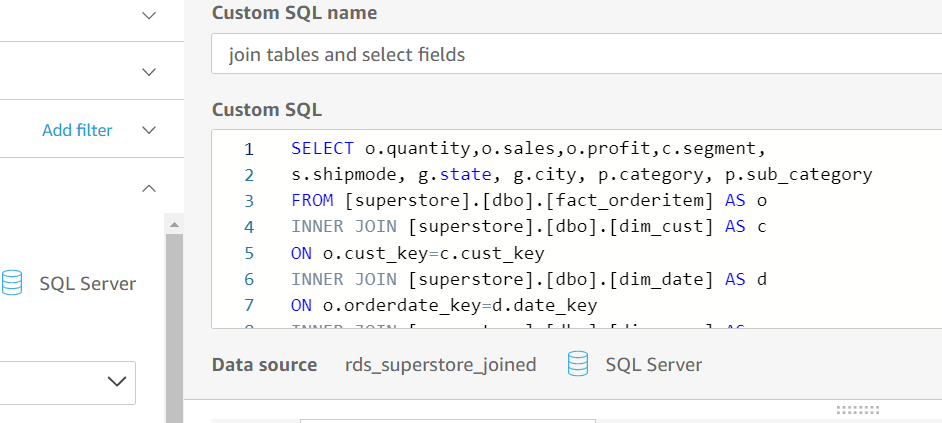 Custom SQL name
join tables and select fields
Add filter
Custom SQL
1 SELECT o.quantity,o.sales,o.profit,c.segment,
2 s.shipmode, g.state, g.city, p.category, p.sub_category
3 FROM [superstore].[dbo].[fact_orderitem] AS o
4 INNER JOIN [superstore].[dbo].[dim_cust] AS c
5 ON o.cust_key=c.cust_key
6 INNER JOIN [superstore].[dbo].[dim_date] AS d
7 ON o.orderdate_key=d.date_key
SQL Server
Data source rds_superstore_joined SQL Server